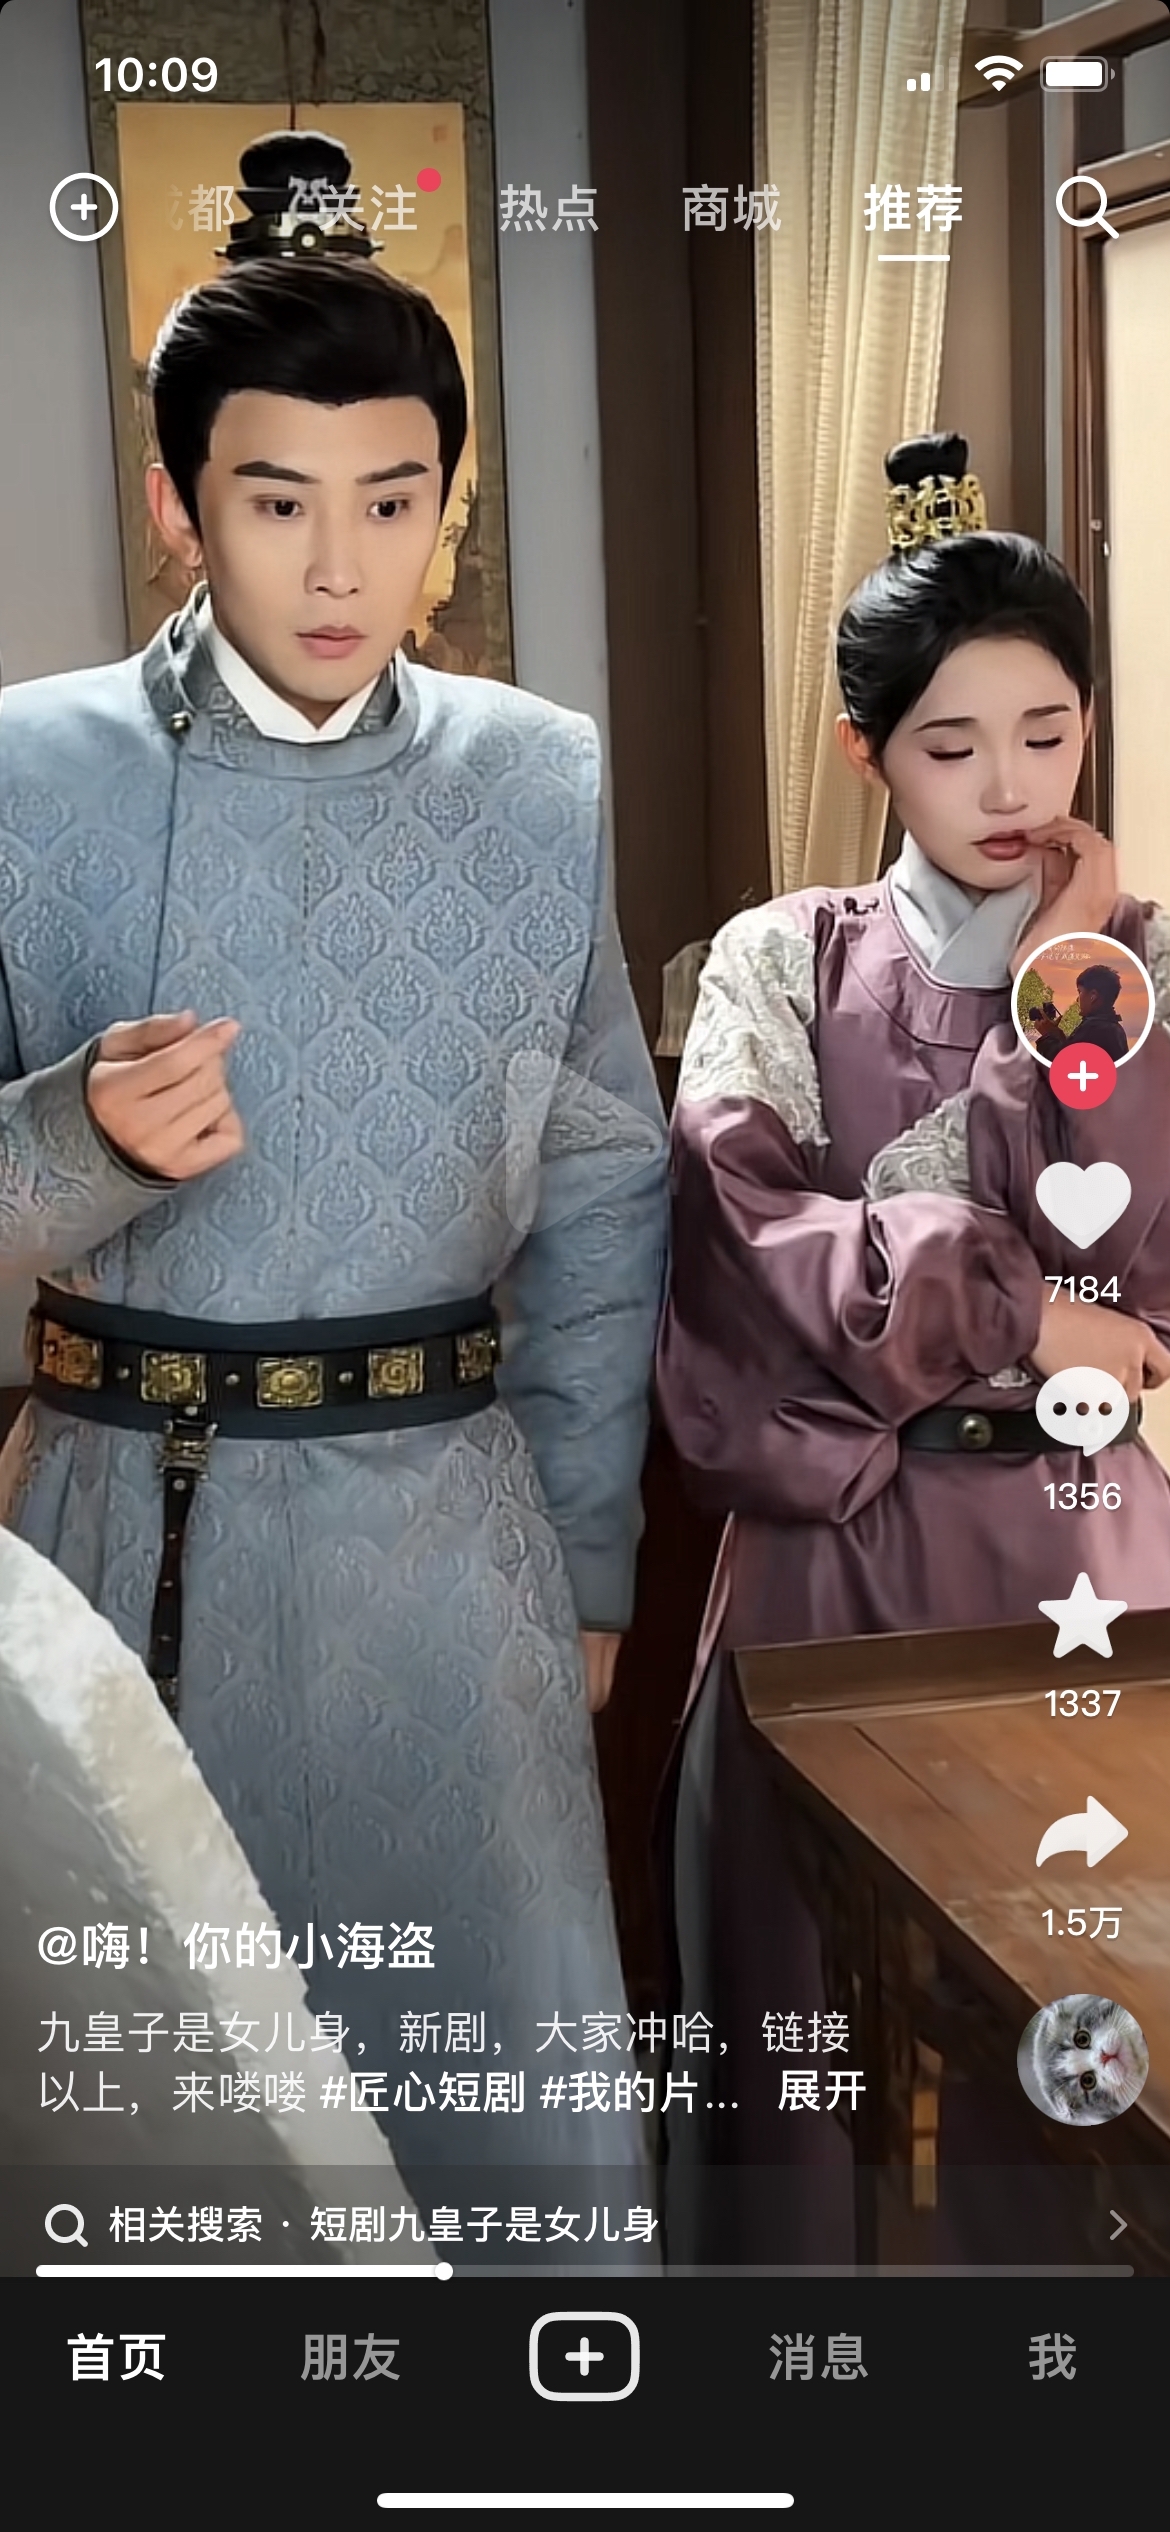 10:09
都 关注 热点 商城 推荐
7184
1356
1337
1.5万
@嗨！你的小海盗
九皇子是女儿身，新剧，大家冲哈，链接
以上，来喽喽 #匠心短剧 #我的片... 展开
相关搜索 · 短剧九皇子是女儿身
首页 朋友 消息 我